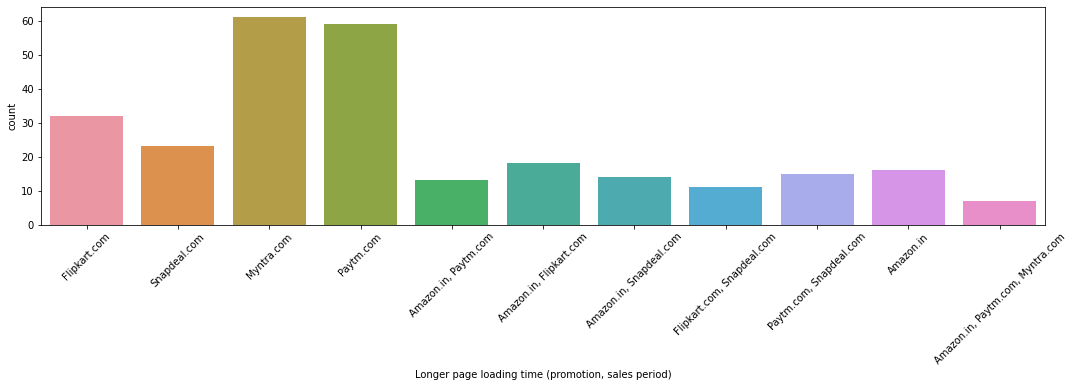 60
50
40
30
20
10
0
count
Flipkart.com
Snapdeal.com
Myntra.com
Paytm.com
Amazon.in, Paytm.com
Amazon.in, Flipkart.com
Amazon.in, Snapdeal.com
Flipkart.com, Snapdeal.com
Paytm.com, Snapdeal.com
Amazon.in
Amazon.in, Paytm.com, Myntra.com
Longer page loading time (promotion, sales period)